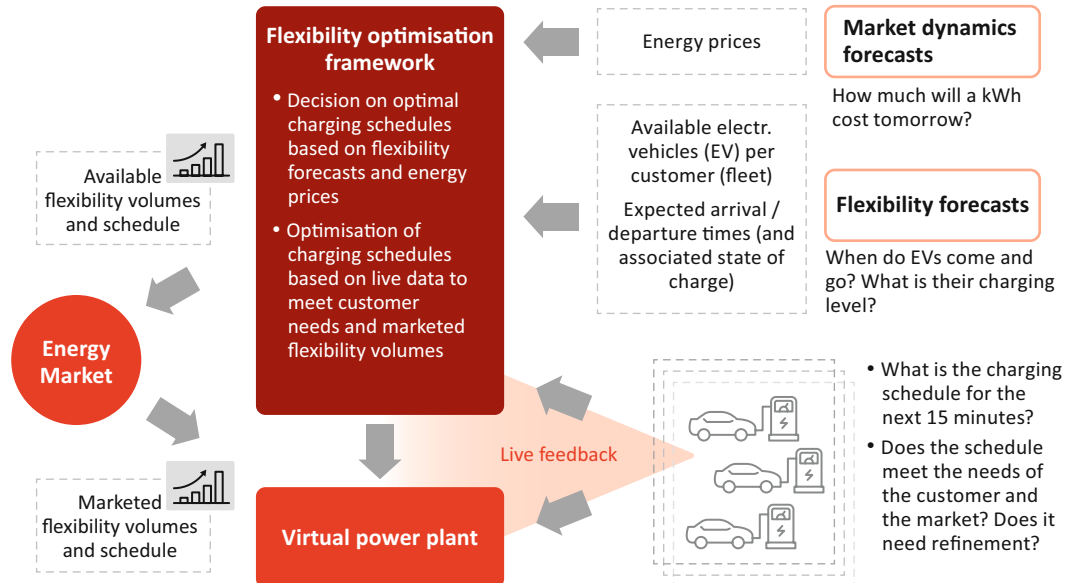 Flexibility optimisation
framework
• Decision on optimal
charging schedules
based on flexibility
forecasts and energy
prices
• Optimisation of
charging schedules
based on live data to
meet customer
needs and marketed
flexibility volumes
Energy prices
Market dynamics
forecasts
How much will a kWh
cost tomorrow?
Available electr.
vehicles (EV) per
customer (fleet)
Expected arrival /
departure times (and
associated state of
charge)
Flexibility forecasts
When do EVs come and
go? What is their charging
level?
Available
flexibility volumes
and schedule
Energy
Market
Marketed
flexibility volumes
and schedule
Live feedback
Virtual power plant
• What is the charging
schedule for the
next 15 minutes?
• Does the schedule
meet the needs of
the customer and
the market? Does it
need refinement?